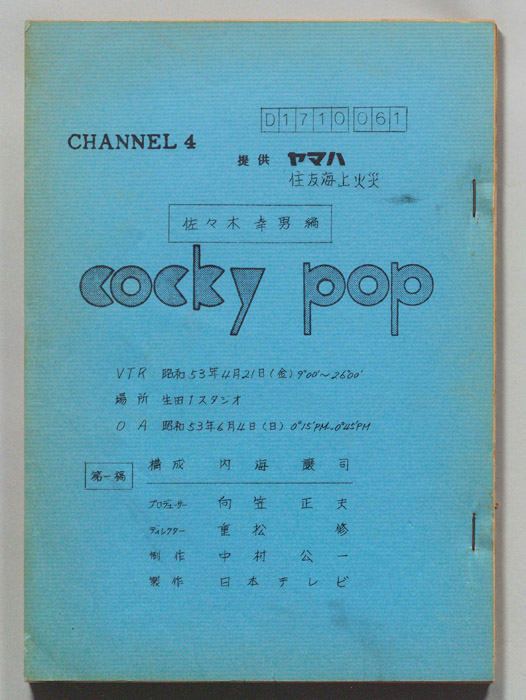 D1710061
CHANNEL 4
提供 ヤマハ
住友海上火災
佐々木幸男編
cocky pop
VTR 昭和53年4月21日(金) 9°00'~26°00'
場所 生田1スタジオ
OA 昭和53年6月4日(日) 0°15'PM~0°45'PM
第一稿
構成 内海譲司
プロデューサー 向笠正夫
ディレクター 重松修
制作 中村公一
製作 日本テレビ